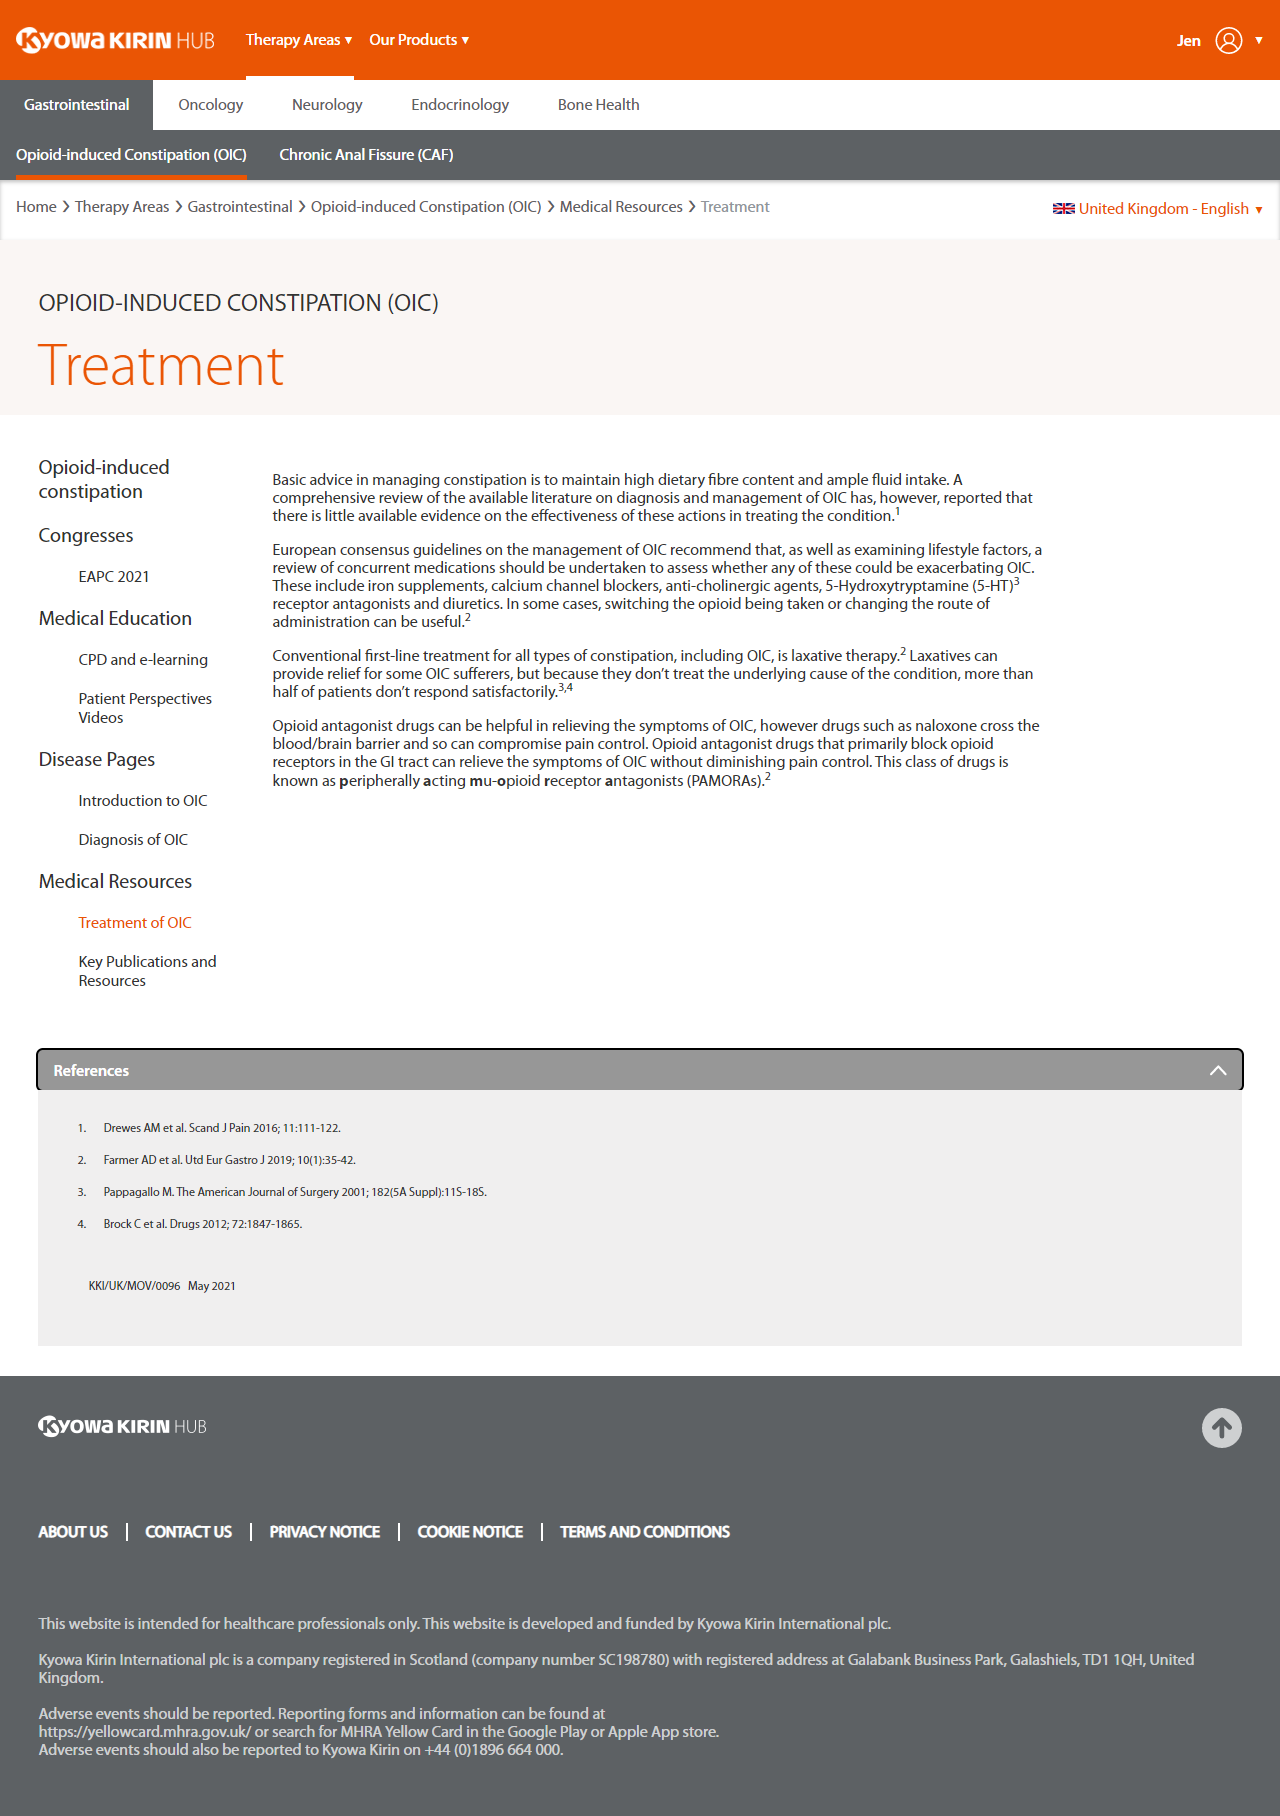 KYOWA KIRIN HUB
Therapy Areas ▼ Our Products ▼
Jen ▼
Gastrointestinal Oncology Neurology Endocrinology Bone Health
Opioid-induced Constipation (OIC) Chronic Anal Fissure (CAF)
Home > Therapy Areas > Gastrointestinal > Opioid-induced Constipation (OIC) > Medical Resources > Treatment
United Kingdom - English ▼
OPIOID-INDUCED CONSTIPATION (OIC)
Treatment
Opioid-induced
constipation
Congresses
EAPC 2021
Medical Education
CPD and e-learning
Patient Perspectives
Videos
Disease Pages
Introduction to OIC
Diagnosis of OIC
Medical Resources
Treatment of OIC
Key Publications and
Resources
Basic advice in managing constipation is to maintain high dietary fibre content and ample fluid intake. A
comprehensive review of the available literature on diagnosis and management of OIC has, however, reported that
there is little available evidence on the effectiveness of these actions in treating the condition.1
European consensus guidelines on the management of OIC recommend that, as well as examining lifestyle factors, a
review of concurrent medications should be undertaken to assess whether any of these could be exacerbating OIC.
These include iron supplements, calcium channel blockers, anti-cholinergic agents, 5-Hydroxytryptamine (5-HT)3
receptor antagonists and diuretics. In some cases, switching the opioid being taken or changing the route of
administration can be useful.2
Conventional first-line treatment for all types of constipation, including OIC, is laxative therapy.2 Laxatives can
provide relief for some OIC sufferers, but because they don't treat the underlying cause of the condition, more than
half of patients don't respond satisfactorily.3,4
Opioid antagonist drugs can be helpful in relieving the symptoms of OIC, however drugs such as naloxone cross the
blood/brain barrier and so can compromise pain control. Opioid antagonist drugs that primarily block opioid
receptors in the GI tract can relieve the symptoms of OIC without diminishing pain control. This class of drugs is
known as peripherally acting mu-opioid receptor antagonists (PAMORAs).2
References
1. Drewes AM et al. Scand J Pain 2016; 11:111-122.
2. Farmer AD et al. Utd Eur Gastro J 2019; 10(1):35-42.
3. Pappagallo M. The American Journal of Surgery 2001; 182(5A Suppl):11S-18S.
4. Brock C et al. Drugs 2012; 72:1847-1865.
KKI/UK/MOV/0096 May 2021
KYOWA KIRIN HUB
ABOUT US | CONTACT US | PRIVACY NOTICE | COOKIE NOTICE | TERMS AND CONDITIONS
This website is intended for healthcare professionals only. This website is developed and funded by Kyowa Kirin International plc.
Kyowa Kirin International plc is a company registered in Scotland (company number SC198780) with registered address at Galabank Business Park, Galashiels, TD1 1QH, United
Kingdom.
Adverse events should be reported. Reporting forms and information can be found at
https://yellowcard.mhra.gov.uk/ or search for MHRA Yellow Card in the Google Play or Apple App store.
Adverse events should also be reported to Kyowa Kirin on +44 (0)1896 664 000.